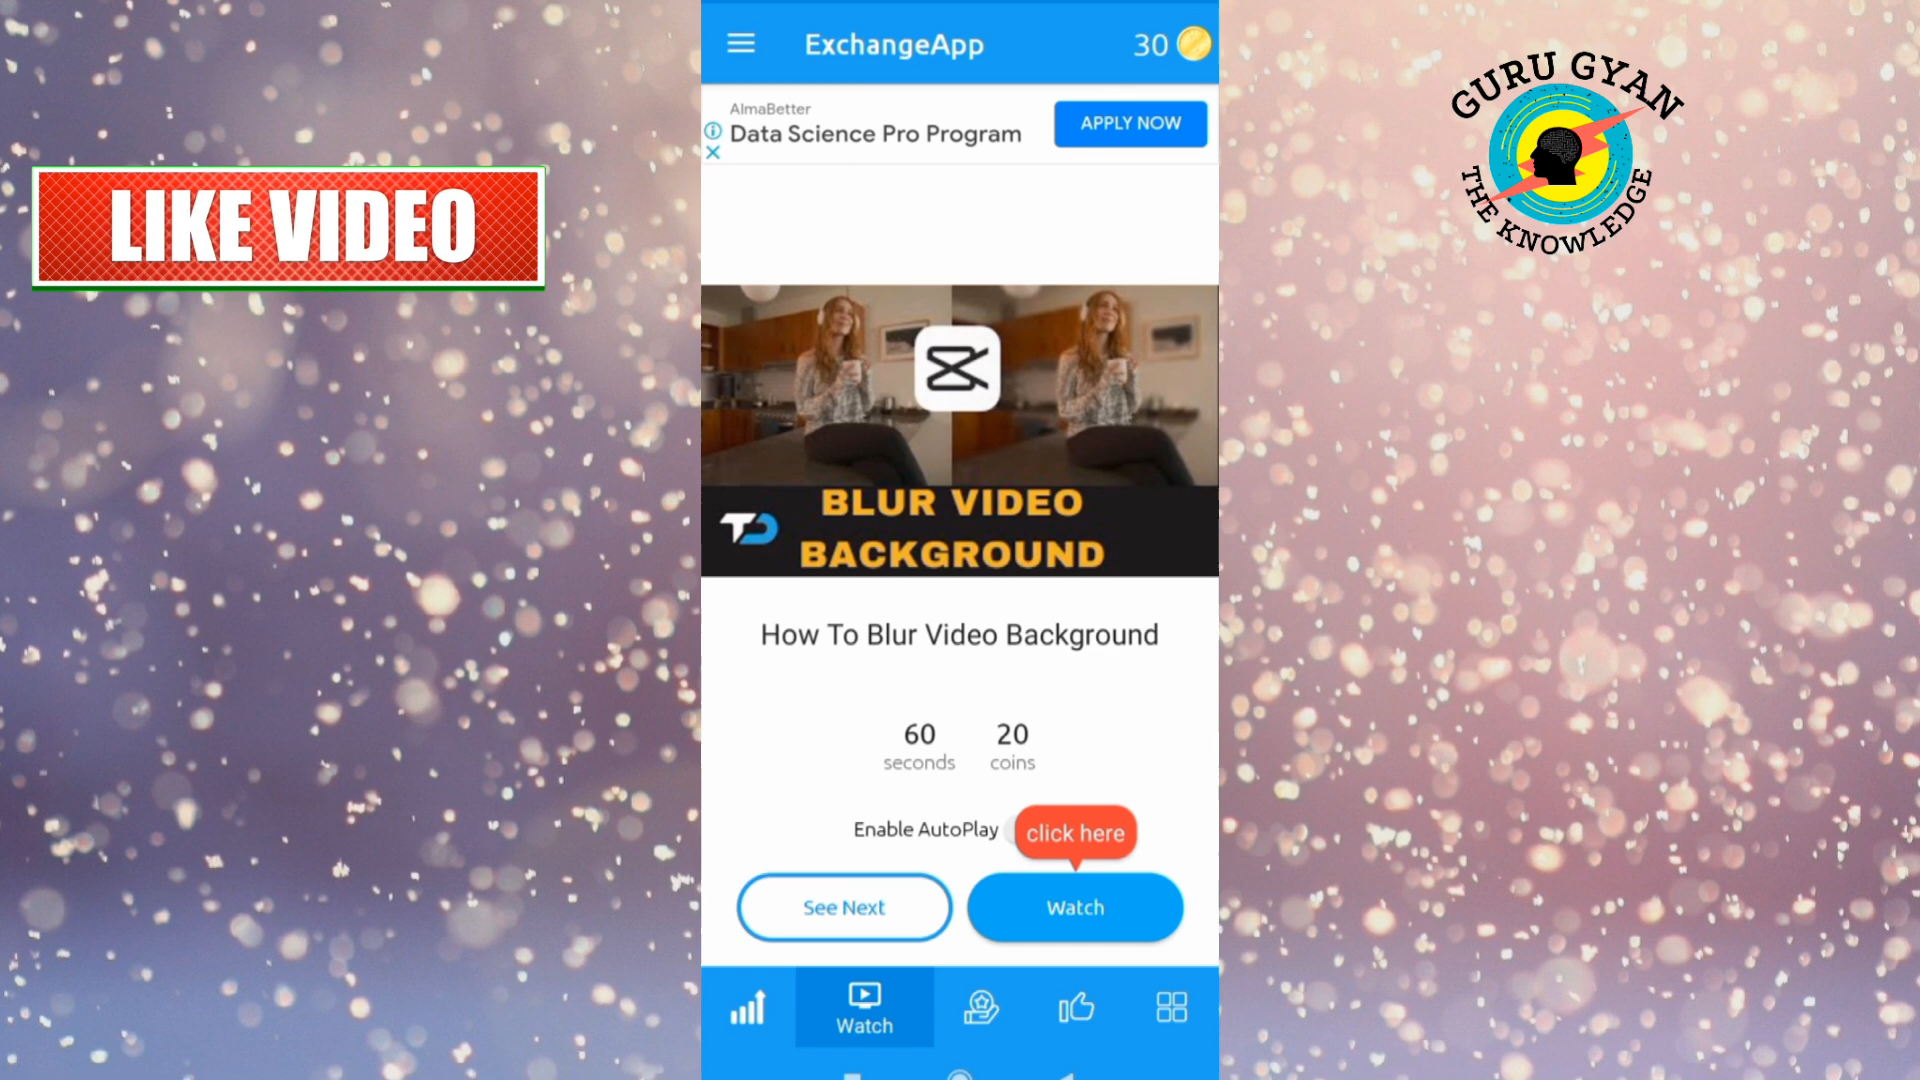 LIKE VIDEO
ExchangeApp
30
AlmaBetter
Data Science Pro Program
APPLY NOW
BLUR VIDEO
BACKGROUND
How To Blur Video Background
60
seconds
20
coins
Enable AutoPlay
click here
See Next
Watch
Watch
GURU GYAN
THE KNOWLEDGE